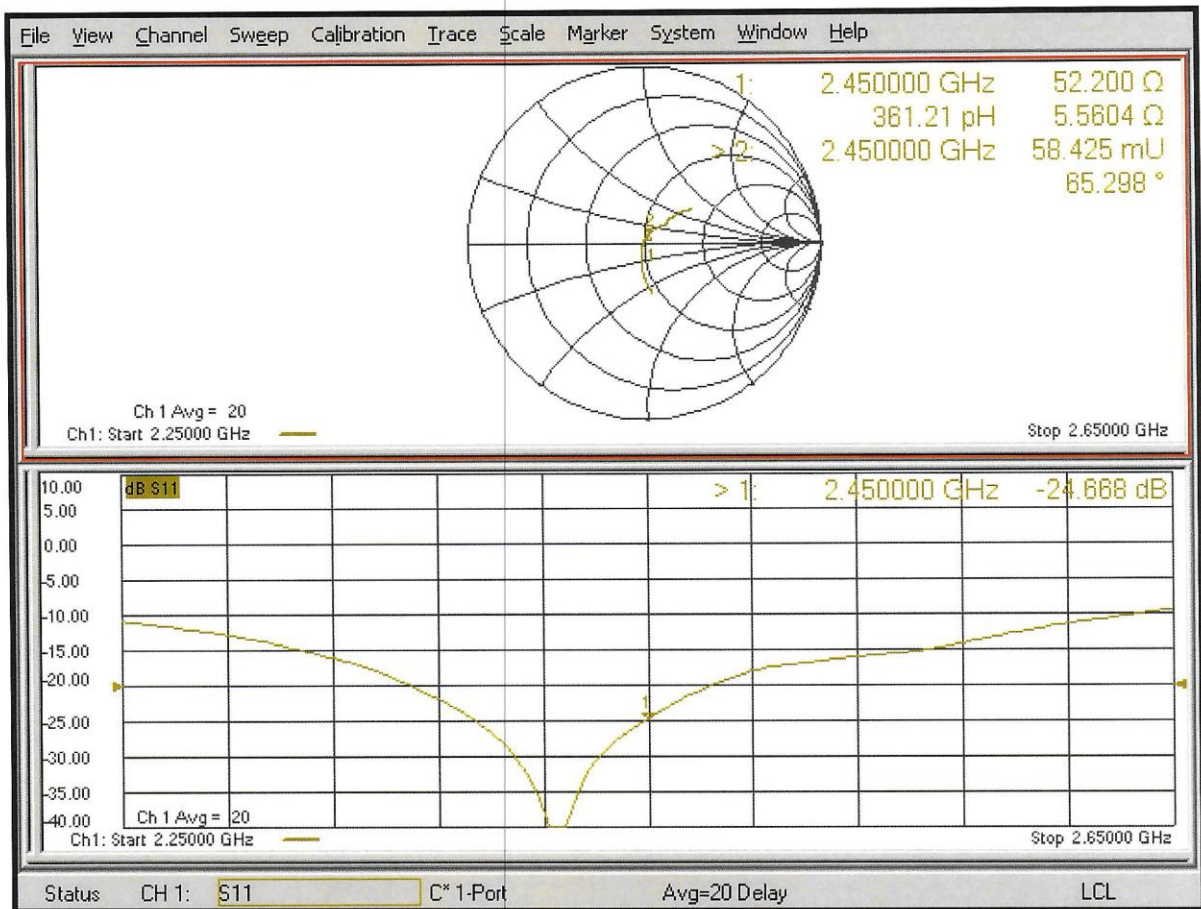 File View Channel Sweep Calibration Trace Scale Marker System Window Help
1: 2.450000 GHz 52.200 Ω
361.21 pH 5.5604 Ω
> 2: 2.450000 GHz 58.425 mU
65.298 °
2
1
Ch 1 Avg = 20
Ch1: Start 2.25000 GHz
Stop 2.65000 GHz
10.00
dB S11
> 1: 2.450000 GHz -24.668 dB
5.00
0.00
-5.00
-10.00
-15.00
-20.00
1
-25.00
-30.00
-35.00
-40.00
Ch 1 Avg = 20
Ch1: Start 2.25000 GHz
Stop 2.65000 GHz
Status CH 1: S11 C* 1-Port Avg=20 Delay LCL